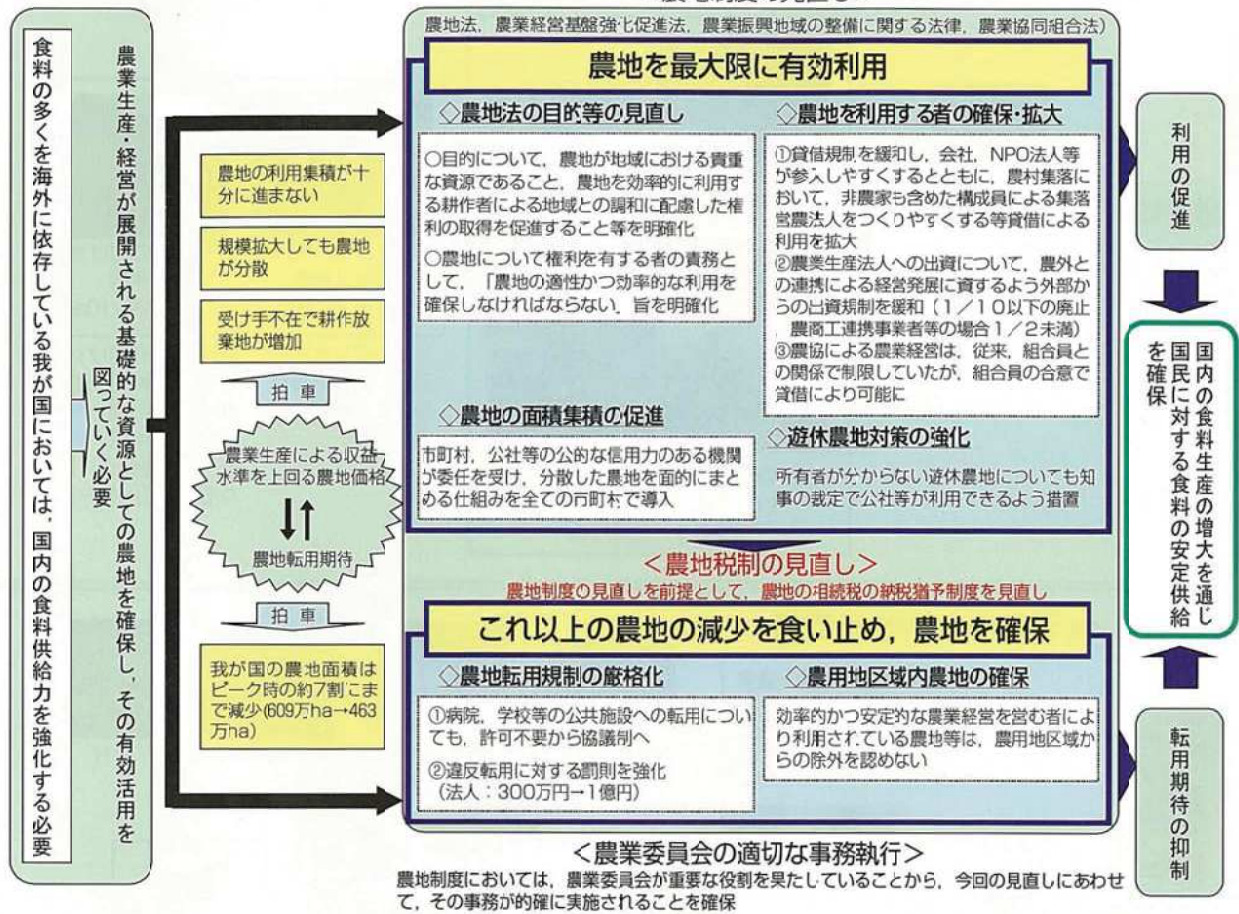 農地法，農業経営基盤強化促進法，農業振興地域の整備に関する法律，農業協同組合法）
食料の多くを海外に依存している我が国においては，国内の食料供給力を強化する必要
農業生産・経営が展開される基礎的な資源としての農地を確保し，その有効活用を
図っていく必要
農地の利用集積が十
分に進まない
規模拡大しても農地
が分散
受け手不在で耕作放
棄地が増加
拍車
農業生産による収益
水準を上回る農地価格
農地転用期待
拍車
我が国の農地面積は
ピーク時の約7割にま
で減少(609万ha→463
万ha)
農地を最大限に有効利用
◇農地法の目的等の見直し
○目的について，農地が地域における貴重
な資源であること，農地を効率的に利用す
る耕作者による地域との調和に配慮した権
利の取得を促進すること等を明確化
○農地について権利を有する者の責務と
して，「農地の適性かつ効率的な利用を
確保しなければならない，旨を明確化
◇農地の面積集積の促進
市町村，公社等の公的な信用力のある機関
が委任を受け，分散した農地を面的にまと
める仕組みを全ての市町村で導入
◇農地を利用する者の確保・拡大
①貸借規制を緩和し，会社，NPO法人等
が参入しやすくするとともに，農村集落に
おいて，非農家も含めた構成員による集落
営農法人をつくりやすくする等貸借による
利用を拡大
②農業生産法人への出資について，農外と
の連携による経営発展に資するよう外部か
らの出資規制を緩和（1／10以下の廃止
農商工連携事業者等の場合1／2未満）
③農協による農業経営は，従来，組合員と
の関係で制限していたが，組合員の合意で
貸借により可能に
◇遊休農地対策の強化
所有者が分からない遊休農地についても知
事の裁定で公社等が利用できるよう措置
＜農地税制の見直し＞
農地制度の見直しを前提として，農地の相続税の納税猶予制度を見直し
これ以上の農地の減少を食い止め，農地を確保
◇農地転用規制の厳格化
①病院，学校等の公共施設への転用につい
ても，許可不要から協議制へ
②違反転用に対する罰則を強化
（法人：300万円→1億円）
◇農用地区域内農地の確保
効率的かつ安定的な農業経営を営む者によ
り利用されている農地等は，農用地区域か
らの除外を認めない
＜農業委員会の適切な事務執行＞
農地制度においては，農業委員会が重要な役割を果たしていることから，今回の見直しにあわせ
て，その事務が的確に実施されることを確保
利用の促進
国内の食料生産の増大を通じ
国民に対する食料の安定供給
を確保
転用期待の抑制